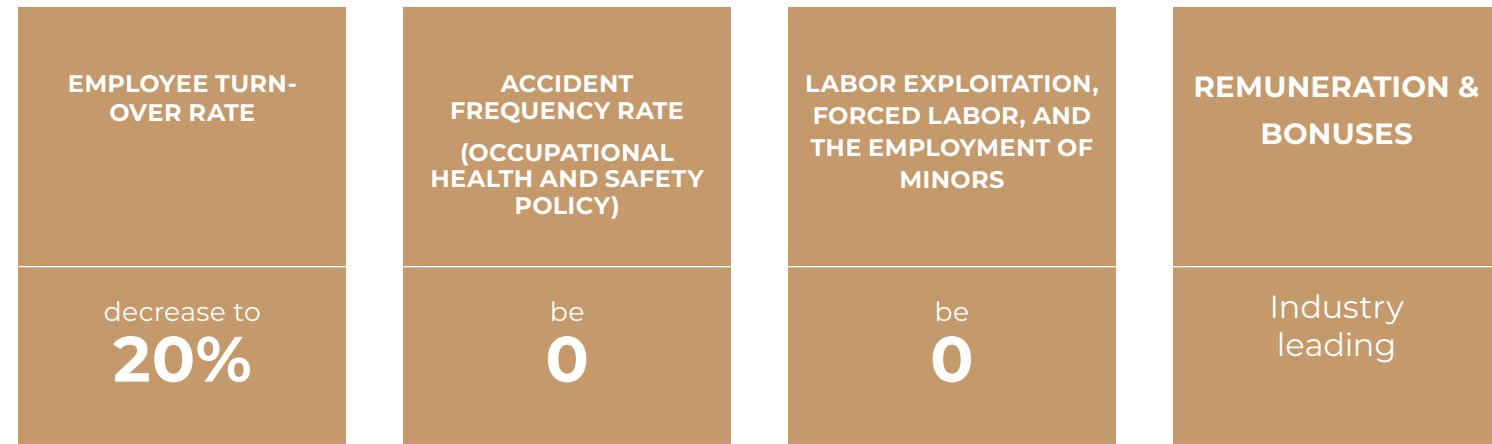 EMPLOYEE TURN-
OVER RATE
decrease to
20%
ACCIDENT
FREQUENCY RATE
(OCCUPATIONAL
HEALTH AND SAFETY
POLICY)
be
0
LABOR EXPLOITATION,
FORCED LABOR, AND
THE EMPLOYMENT OF
MINORS
be
0
REMUNERATION &
BONUSES
Industry
leading